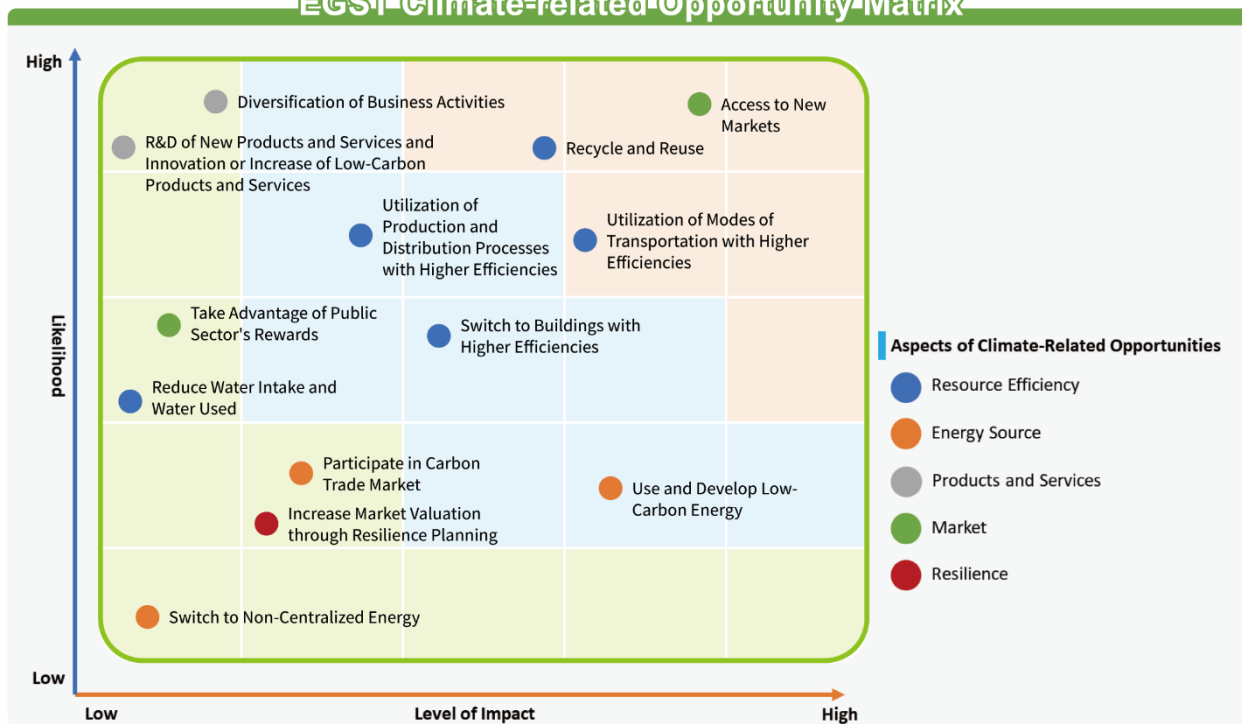 EGST Climate-related Opportunity Matrix
High
Diversification of Business Activities
Access to New
Markets
R&D of New Products and Services and
Innovation or Increase of Low-Carbon
Products and Services
Recycle and Reuse
Utilization of
Production and
Distribution Processes
with Higher Efficiencies
Utilization of Modes of
Transportation with Higher
Efficiencies
Likelihood
Take Advantage of Public
Sector's Rewards
Switch to Buildings with
Higher Efficiencies
Reduce Water Intake and
Water Used
Participate in Carbon
Trade Market
Use and Develop Low-
Carbon Energy
Increase Market Valuation
through Resilience Planning
Switch to Non-Centralized Energy
Low
Low
Level of Impact
High
Aspects of Climate-Related Opportunities
Resource Efficiency
Energy Source
Products and Services
Market
Resilience